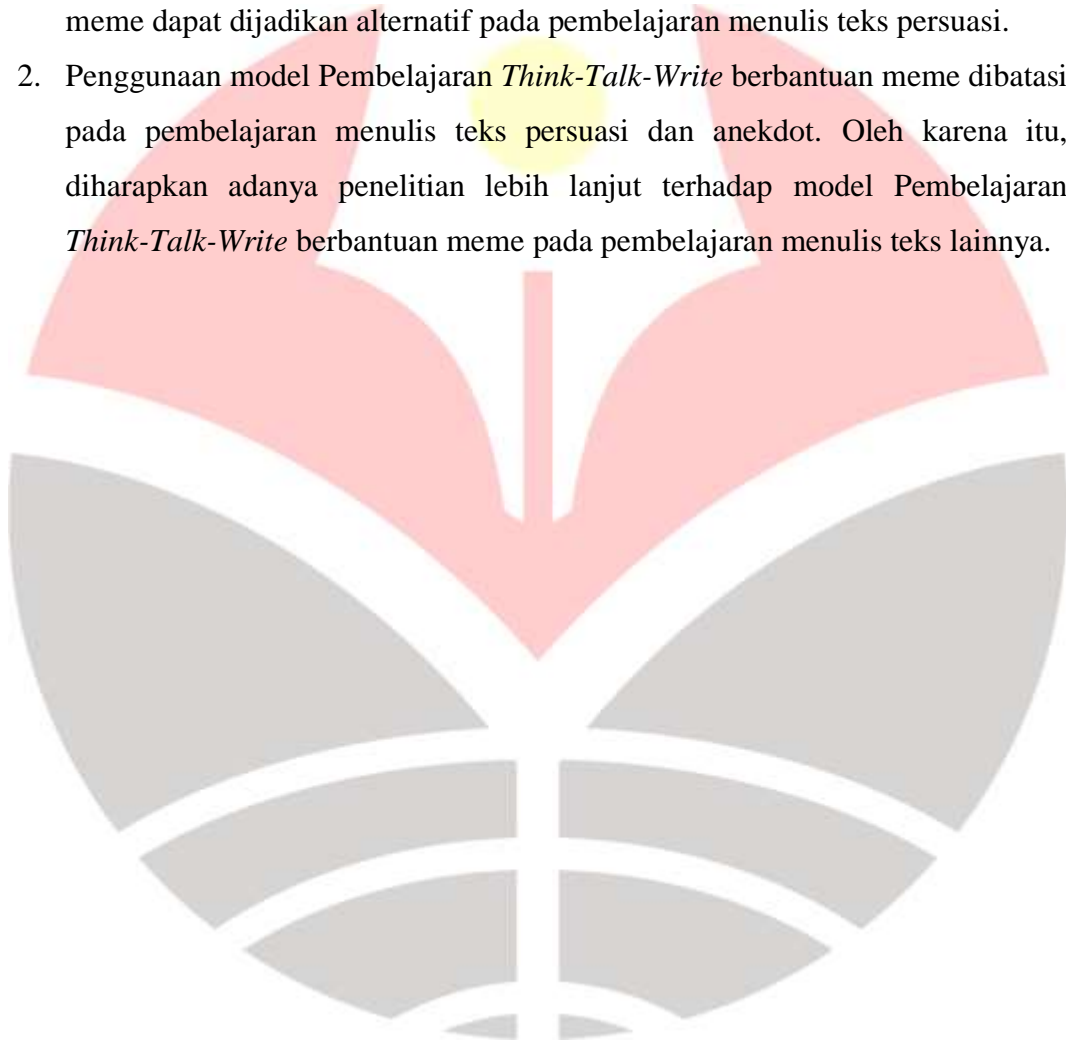 meme dapat dijadikan alternatif pada pembelajaran menulis teks persuasi.
2. Penggunaan model Pembelajaran Think-Talk-Write berbantuan meme dibatasi
pada pembelajaran menulis teks persuasi dan anekdot. Oleh karena itu,
diharapkan adanya penelitian lebih lanjut terhadap model Pembelajaran
Think-Talk-Write berbantuan meme pada pembelajaran menulis teks lainnya.